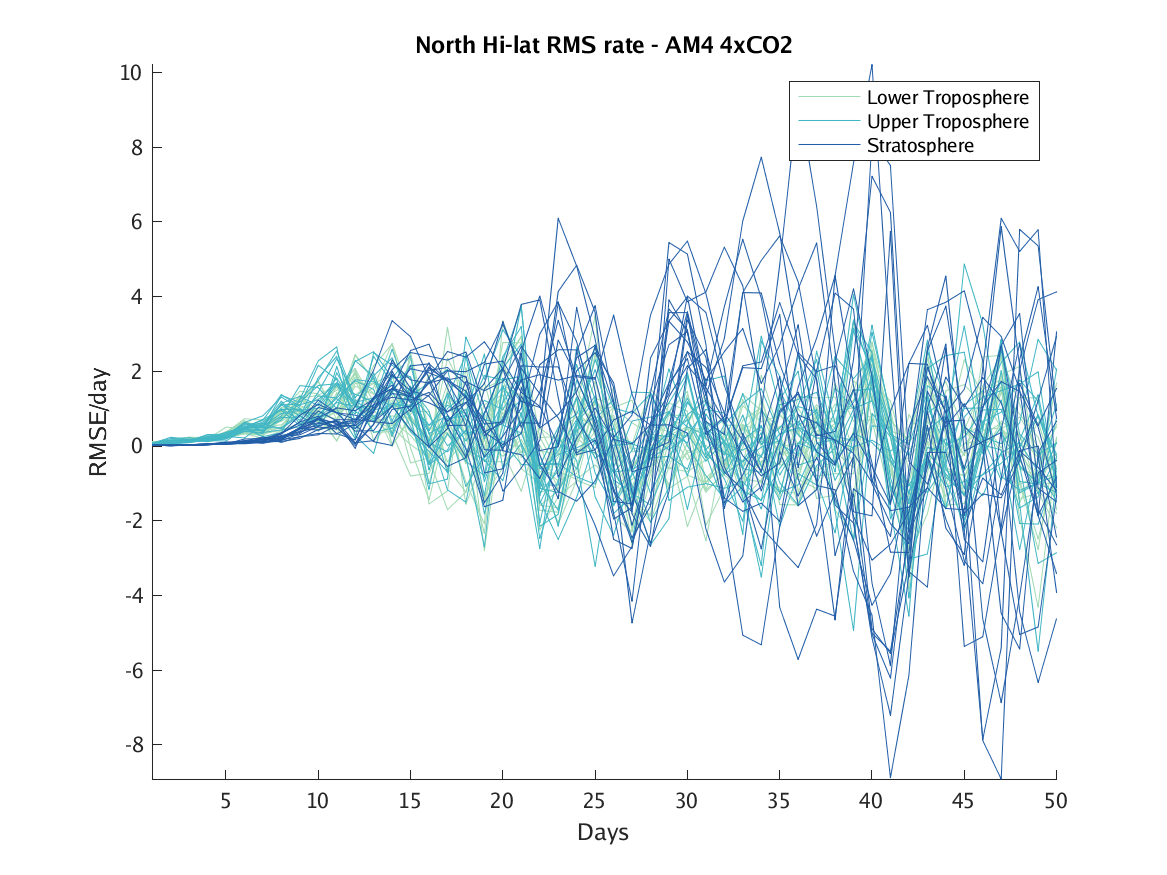 North Hi-lat RMS rate - AM4 4xCO2
10
8
6
4
2
0
-2
-4
-6
-8
RMSE/day
Lower Troposphere
Upper Troposphere
Stratosphere
5 10 15 20 25 30 35 40 45 50
Days